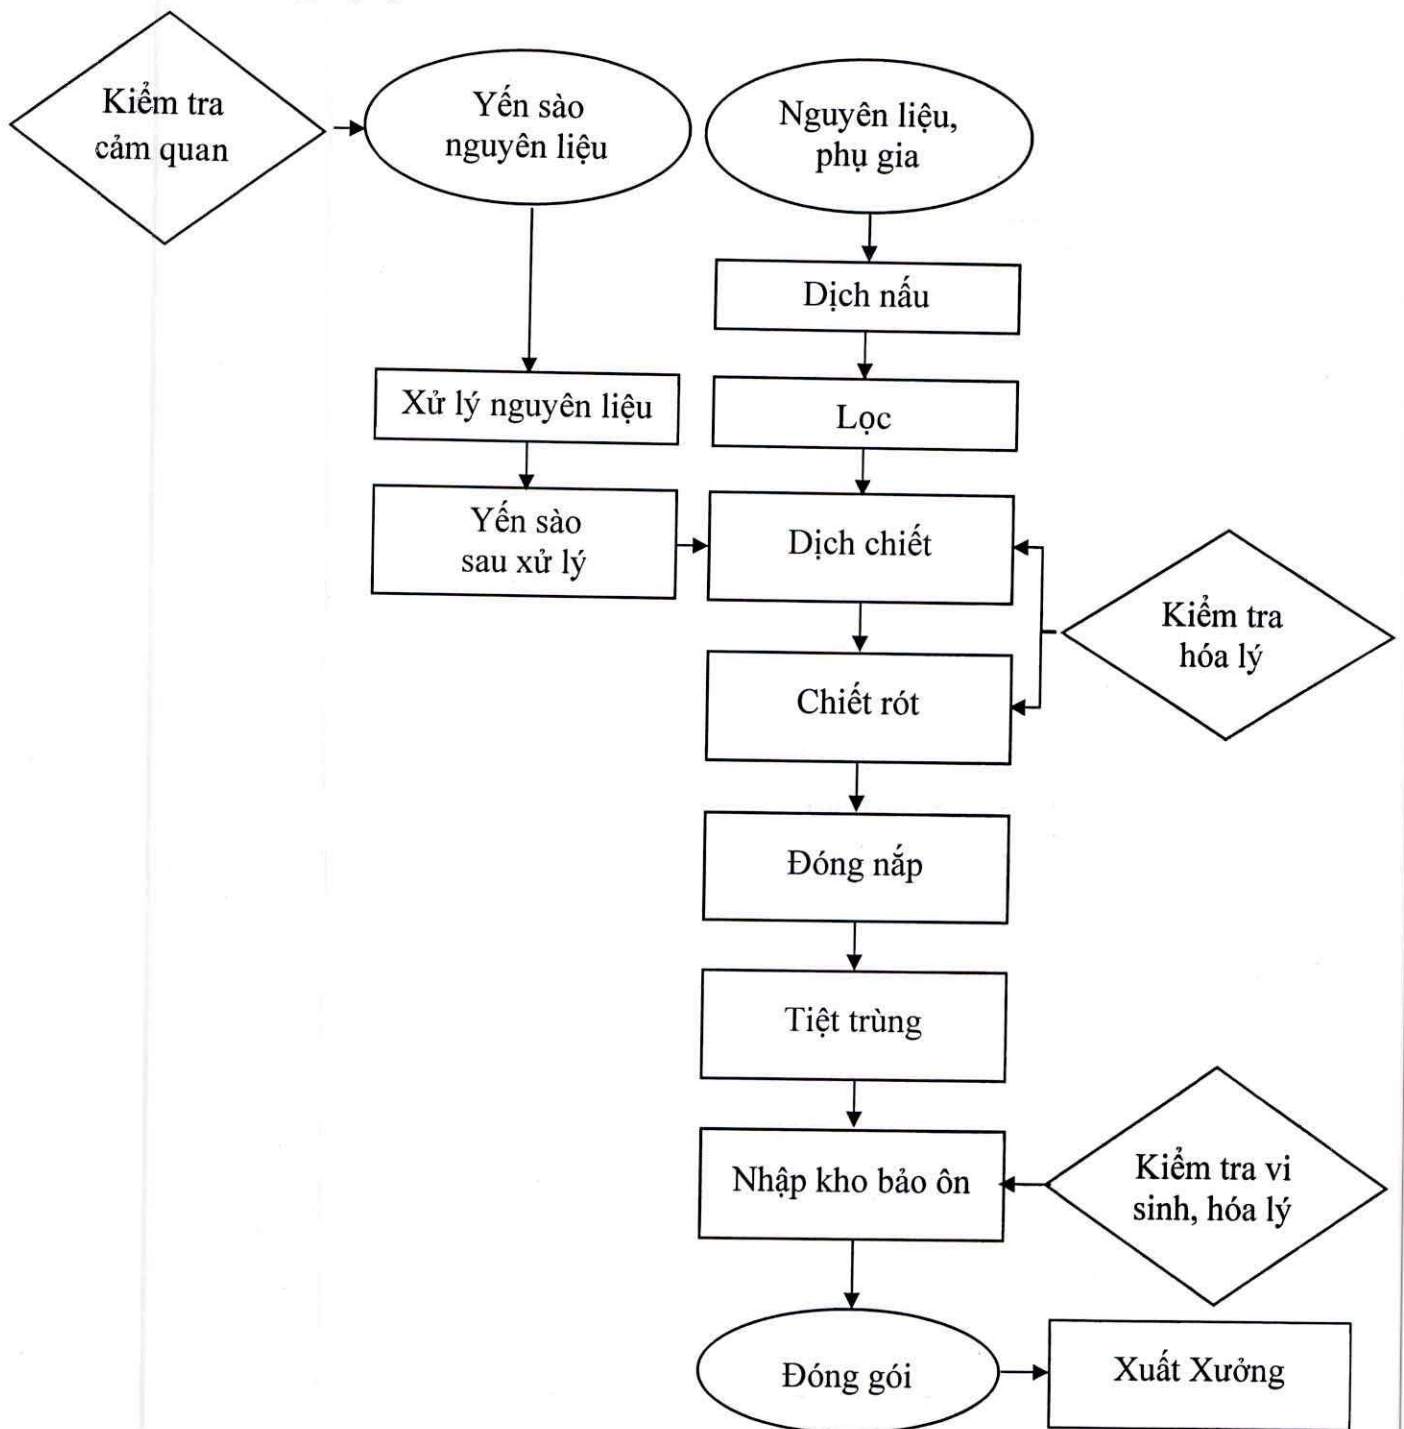 Kiểm tra
cảm quan
Yến sào
nguyên liệu
Nguyên liệu,
phụ gia
Dịch nấu
Xử lý nguyên liệu
Lọc
Yến sào
sau xử lý
Dịch chiết
Kiểm tra
hóa lý
Chiết rót
Đóng nắp
Tiệt trùng
Nhập kho bảo ôn
Kiểm tra vi
sinh, hóa lý
Đóng gói
Xuất Xưởng